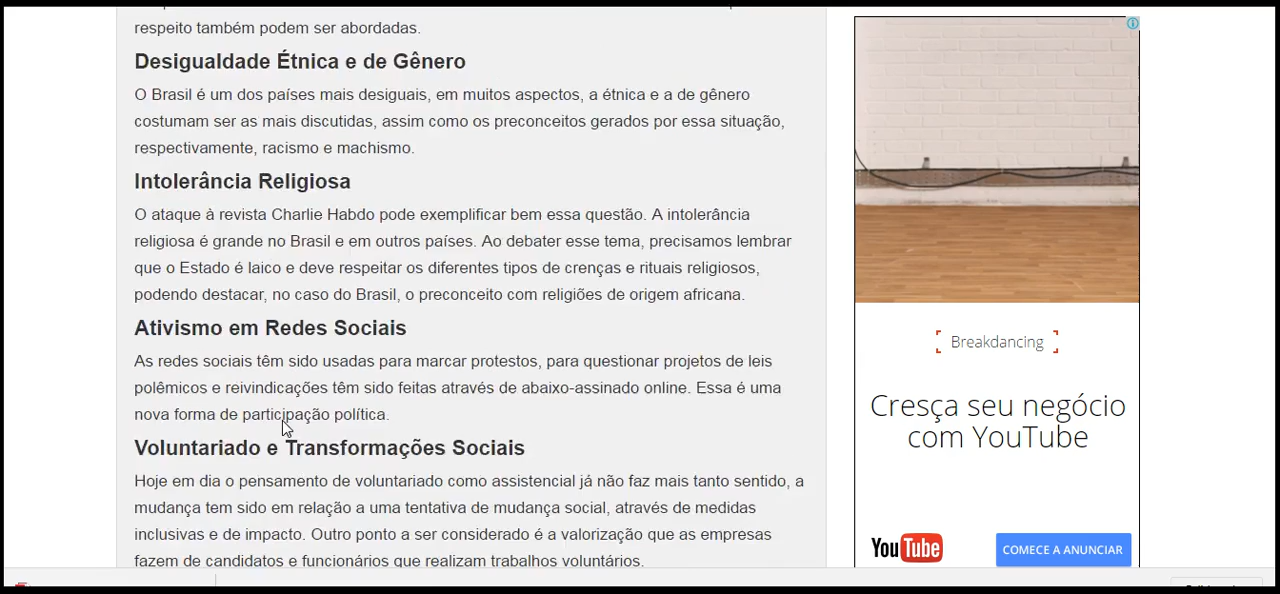 respeito também podem ser abordadas.
Desigualdade Étnica e de Gênero
O Brasil é um dos países mais desiguais, em muitos aspectos, a étnica e a de gênero
costumam ser as mais discutidas, assim como os preconceitos gerados por essa situação,
respectivamente, racismo e machismo.
Intolerância Religiosa
O ataque à revista Charlie Habdo pode exemplificar bem essa questão. A intolerância
religiosa é grande no Brasil e em outros países. Ao debater esse tema, precisamos lembrar
que o Estado é laico e deve respeitar os diferentes tipos de crenças e rituais religiosos,
podendo destacar, no caso do Brasil, o preconceito com religiões de origem africana.
Ativismo em Redes Sociais
As redes sociais têm sido usadas para marcar protestos, para questionar projetos de leis
polêmicos e reivindicações têm sido feitas através de abaixo-assinado online. Essa é uma
nova forma de participação política.
Voluntariado e Transformações Sociais
Hoje em dia o pensamento de voluntariado como assistencial já não faz mais tanto sentido, a
mudança tem sido em relação a uma tentativa de mudança social, através de medidas
inclusivas e de impacto. Outro ponto a ser considerado é a valorização que as empresas
fazem de candidatos e funcionários que realizam trabalhos voluntários.
Breakdancing
Cresça seu negócio
com YouTube
YouTube
COMECE A ANUNCIAR